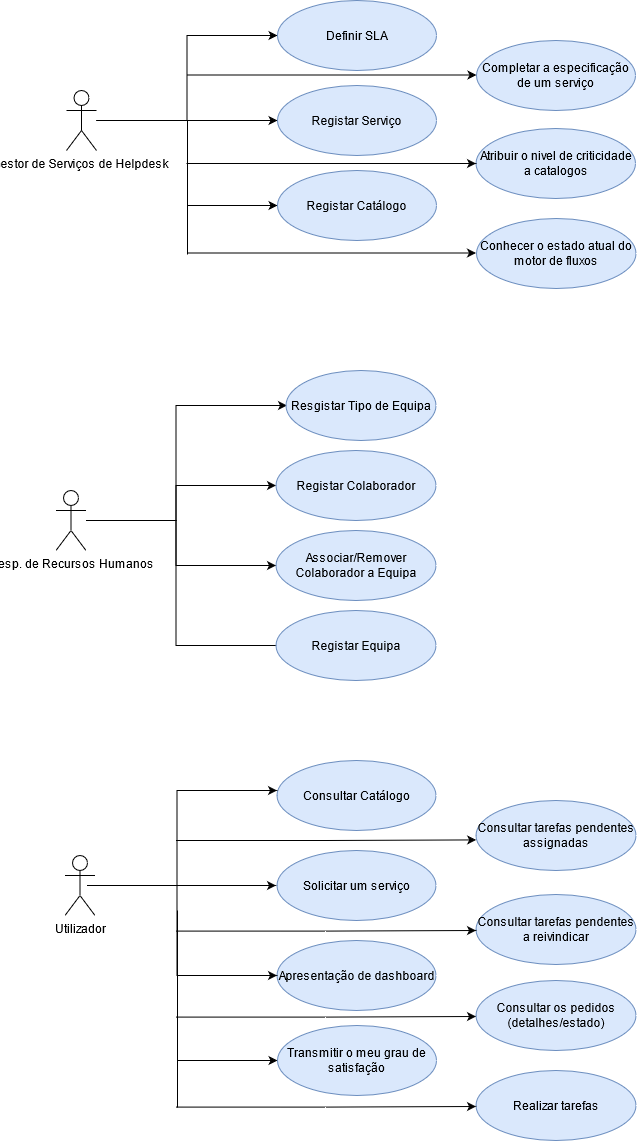 Definir SLA
Completar a especificação
de um serviço
Registar Serviço
Atribuir o nivel de criticidade
a catalogos
estor de Serviços de Helpdesk
Registar Catálogo
Conhecer o estado atual do
motor de fluxos
Resgistar Tipo de Equipa
Registar Colaborador
esp. de Recursos Humanos
Associar/Remover
Colaborador a Equipa
Registar Equipa
Consultar Catálogo
Consultar tarefas pendentes
assignadas
Solicitar um serviço
Utilizador
Consultar tarefas pendentes
a reivindicar
Apresentação de dashboard
Consultar os pedidos
(detalhes/estado)
Transmitir o meu grau de
satisfação
Realizar tarefas